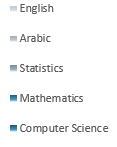 English
Arabic
Statistics
Mathematics
Computer Science